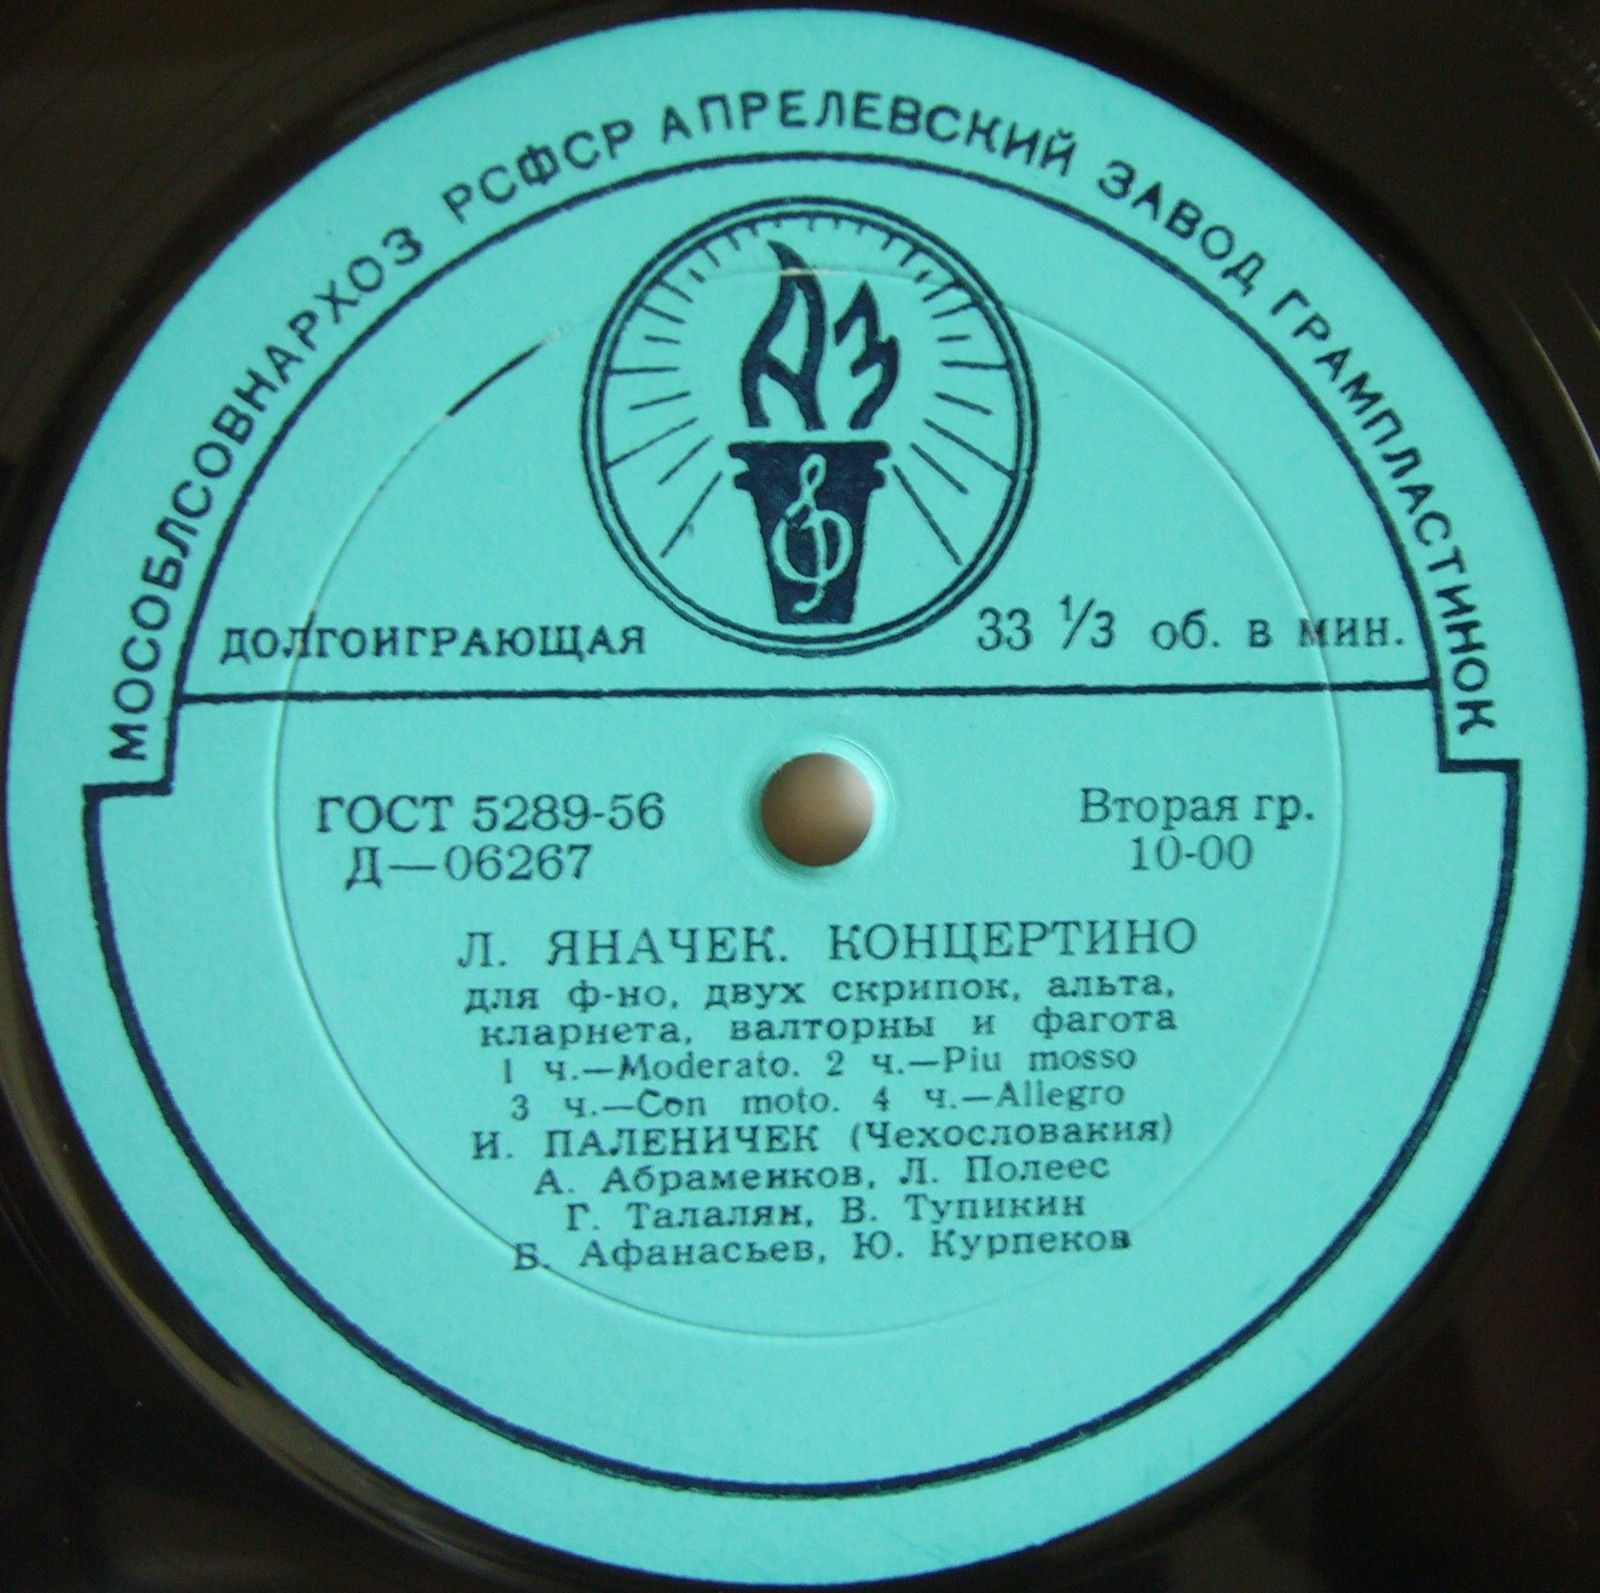 МОСОБЛСОВНАРХОЗ РСФСР АПРЕЛЕВСКИЙ ЗАВОД ГРАМПЛАСТИНОК
АЗ
ДОЛГОИГРАЮЩАЯ
33 1/3 об. в мин.
ГОСТ 5289-56
Д—06267
Вторая гр.
10-00
Л. ЯНАЧЕК. КОНЦЕРТИНО
для ф-но, двух скрипок, альта,
кларнета, валторны и фагота
1 ч.—Moderato. 2 ч.—Piu mosso
3 ч.—Con moto. 4 ч.—Allegro
И. ПАЛЕНИЧЕК (Чехословакия)
А. Абраменков, Л. Полеес
Г. Талалян, В. Тупикин
Б. Афанасьев, Ю. Курпеков